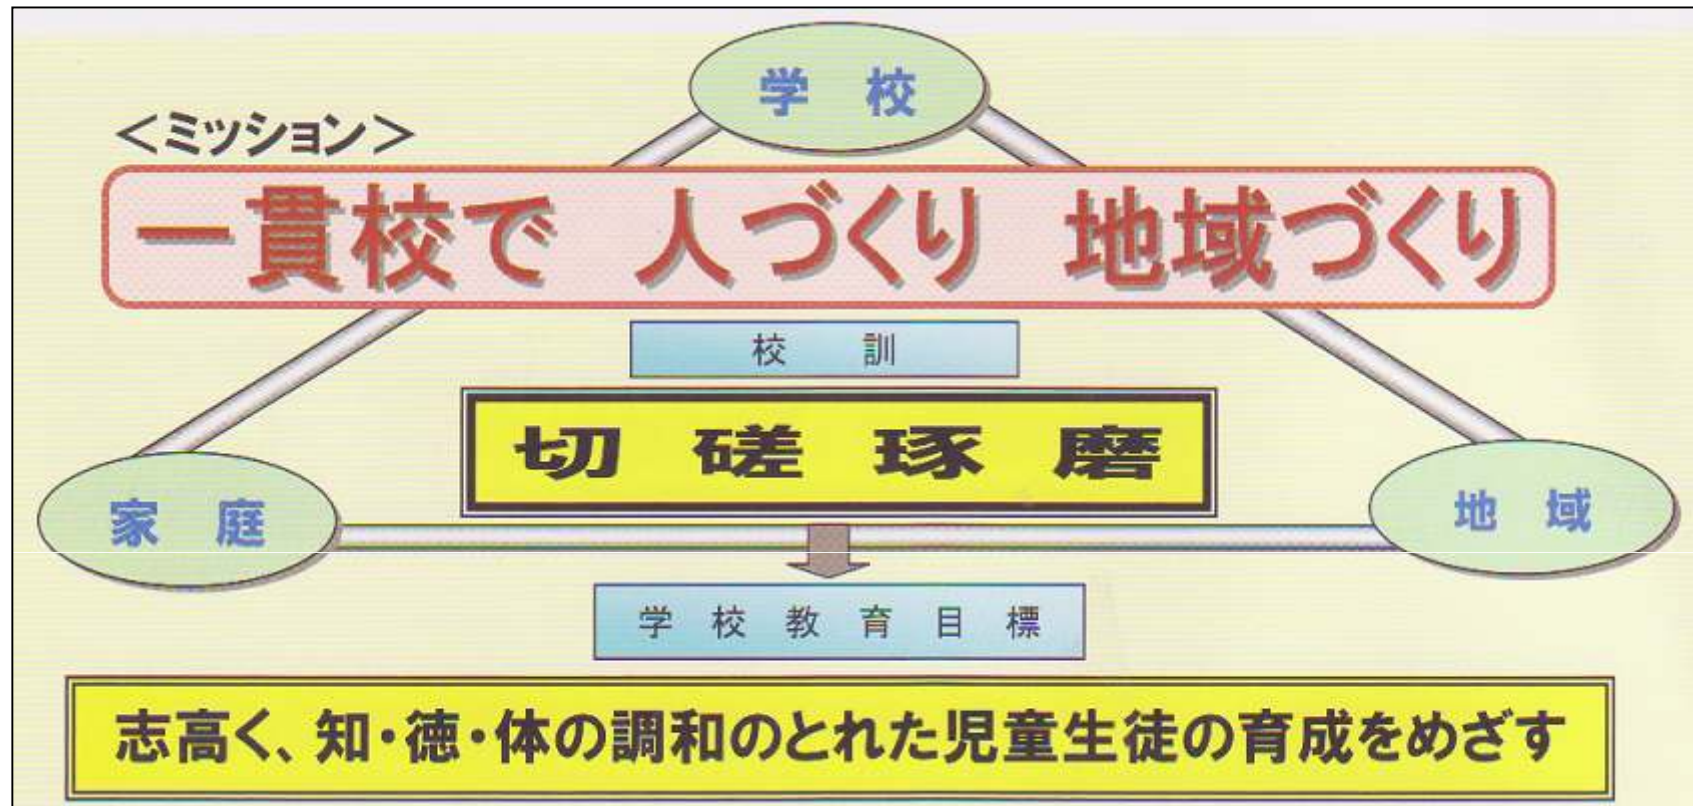 学 校
＜ミッション＞
一貫校で 人づくり 地域づくり
校 訓
切 磋 琢 磨
家 庭
地 域
学 校 教 育 目 標
志高く、知・徳・体の調和のとれた児童生徒の育成をめざす